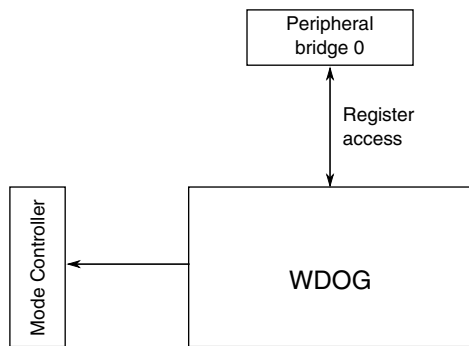 Peripheral
bridge 0
Register
access
Mode Controller
WDOG